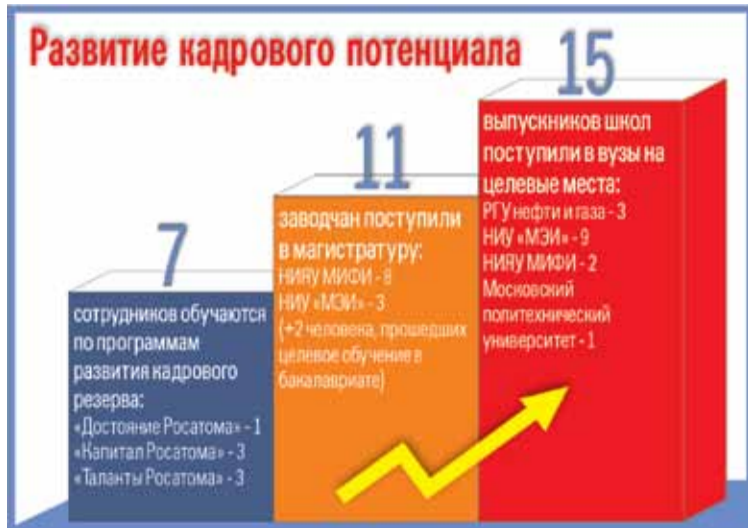 Развитие кадрового потенциала
7
сотрудников обучаются
по программам
развития кадрового
резерва:
«Достояние Росатома» - 1
«Капитал Росатома» - 3
«Таланты Росатома» - 3
11
заводчан поступили
в магистратуру:
НИЯУ МИФИ - 8
НИУ «МЭИ» - 3
(+2 человека, прошедших
целевое обучение в
бакалавриате)
15
выпускников школ
поступили в вузы на
целевые места:
РГУ нефти и газа - 3
НИУ «МЭИ» - 9
НИЯУ МИФИ - 2
Московский
политехнический
университет - 1